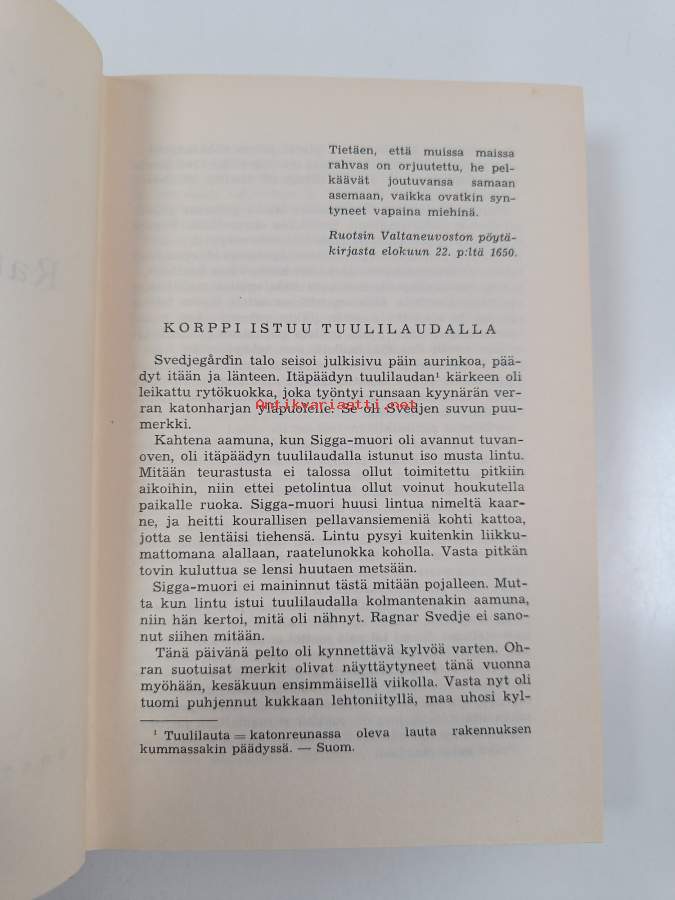 Tietäen, että muissa maissa
rahvas on orjuutettu, he pel-
käävät joutuvansa samaan
asemaan, vaikka ovatkin syn-
tyneet vapaina miehinä.
Ruotsin Valtaneuvoston pöytä-
kirjasta elokuun 22. p:ltä 1650.
KORPPI ISTUU TUULILAUDALLA
Svedjegårdin talo seisoi julkisivu päin aurinkoa, pää-
dyt itään ja länteen. Itäpäädyn tuulilaudan¹ kärkeen oli
leikattu rytökuokka, joka työntyi runsaan kyynärän ver-
ran katonharjan yläpuolelle. Se oli Svedjen suvun puu-
merkki.
Antikvariaatti.net
Kahtena aamuna, kun Sigga-muori oli avannut tuvan-
oven, oli itäpäädyn tuulilaudalla istunut iso musta lintu.
Mitään teurastusta ei talossa ollut toimitettu pitkiin
aikoihin, niin ettei petolintua ollut voinut houkutella
paikalle ruoka. Sigga-muori huusi lintua nimeltä kaar-
ne, ja heitti kourallisen pellavansiemeniä kohti kattoa,
jotta se lentäisi tiehensä. Lintu pysyi kuitenkin liikku-
mattomana alallaan, raatelunokka koholla. Vasta pitkän
tovin kuluttua se lensi huutaen metsään.
Sigga-muori ei maininnut tästä mitään pojalleen. Mut-
ta kun lintu istui tuulilaudalla kolmantenakin aamuna,
niin hän kertoi, mitä oli nähnyt. Ragnar Svedje ei sano-
nut siihen mitään.
Tänä päivänä pelto oli kynnettävä kylvöä varten. Oh-
ran suotuisat merkit olivat näyttäytyneet tänä vuonna
myöhään, kesäkuun ensimmäisellä viikolla. Vasta nyt oli
tuomi puhjennut kukkaan lehtoniityllä, maa uhosi kyl-
¹ Tuulilauta = katonreunassa oleva lauta rakennuksen
kummassakin päädyssä. — Suom.